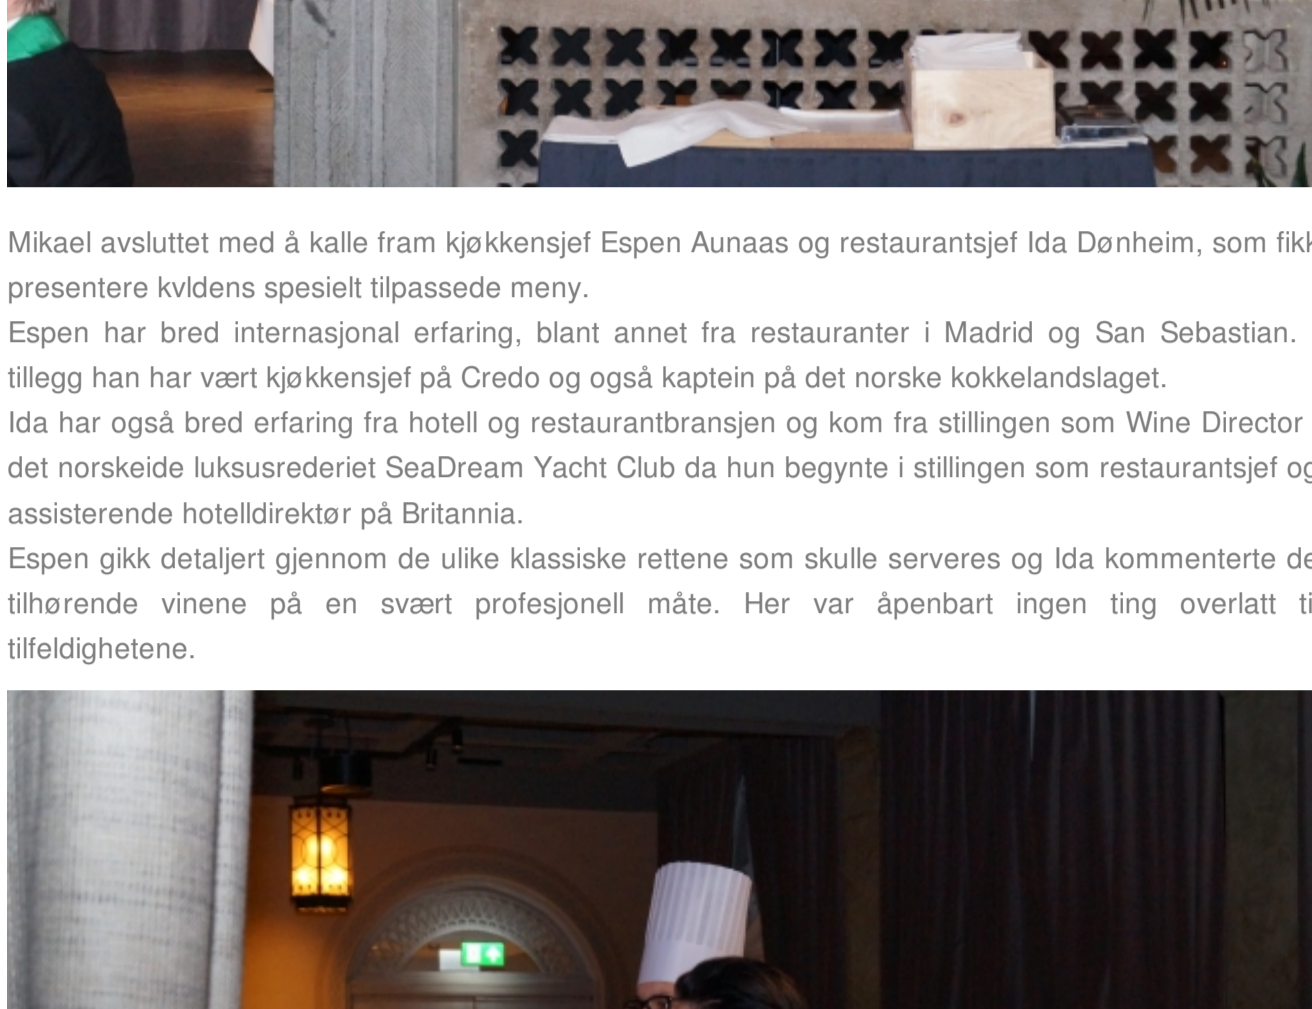 Mikael avsluttet med å kalle fram kjøkkensjef Espen Aunaas og restaurantsjef Ida Dønheim, som fikk
presentere kvldens spesielt tilpassede meny.
Espen har bred internasjonal erfaring, blant annet fra restauranter i Madrid og San Sebastian.
tillegg han har vært kjøkkensjef på Credo og også kaptein på det norske kokkelandslaget.
Ida har også bred erfaring fra hotell og restaurantbransjen og kom fra stillingen som Wine Director
det norskeide luksusrederiet SeaDream Yacht Club da hun begynte i stillingen som restaurantsjef og
assisterende hotelldirektør på Britannia.
Espen gikk detaljert gjennom de ulike klassiske rettene som skulle serveres og Ida kommenterte de
tilhørende vinene på en svært profesjonell måte. Her var åpenbart ingen ting overlatt ti
tilfeldighetene.